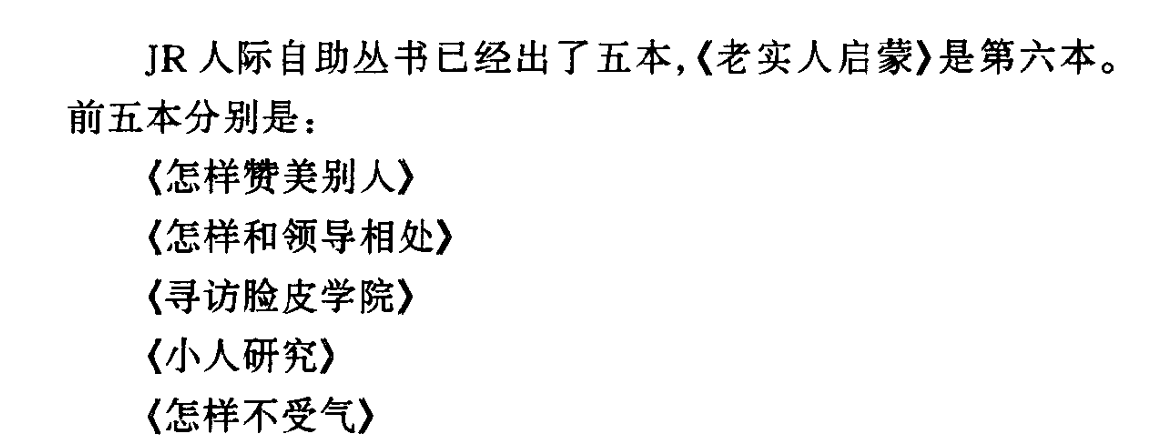 JR人际自助丛书已经出了五本,《老实人启蒙》是第六本。
前五本分别是：
《怎样赞美别人》
《怎样和领导相处》
《寻访脸皮学院》
《小人研究》
《怎样不受气》